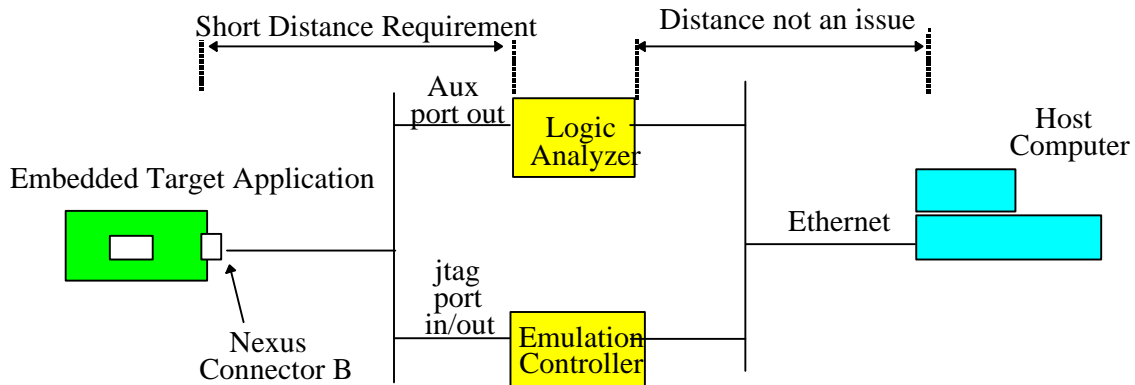 Short Distance Requirement
Distance not an issue
Aux
port out
Logic
Analyzer
Host
Computer
Embedded Target Application
Ethernet
jtag
port
in/out
Nexus
Connector B
Emulation
Controller